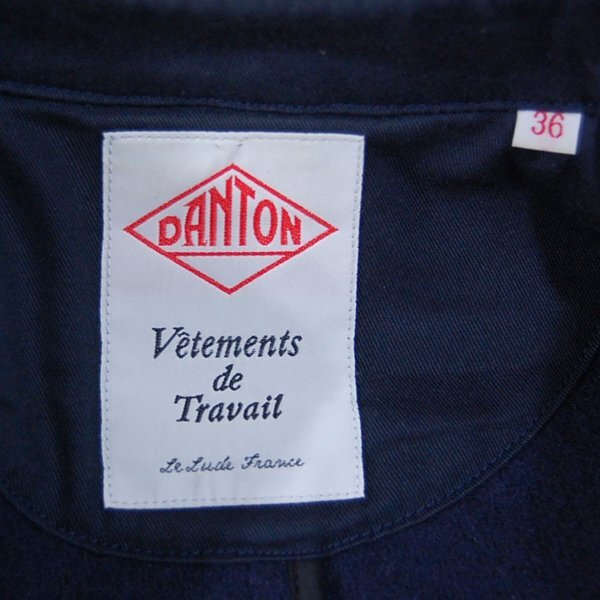 36
DANTON
Vêtements
de
Travail
Le Lude France